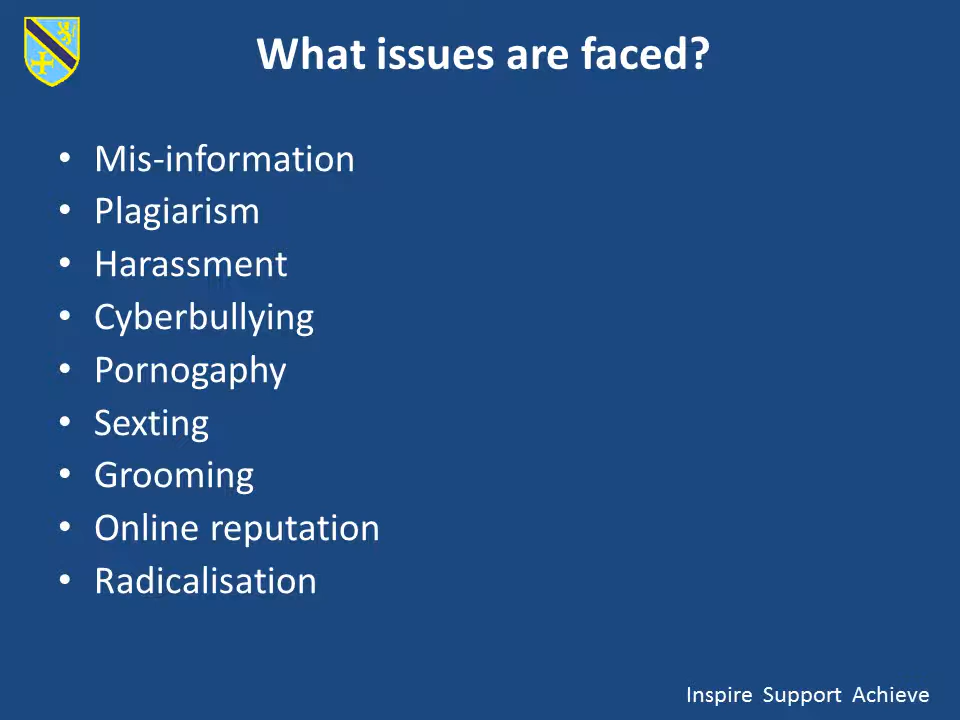 What issues are faced?
• Mis-information
• Plagiarism
• Harassment
• Cyberbullying
• Pornogaphy
• Sexting
• Grooming
• Online reputation
• Radicalisation
Inspire Support Achieve